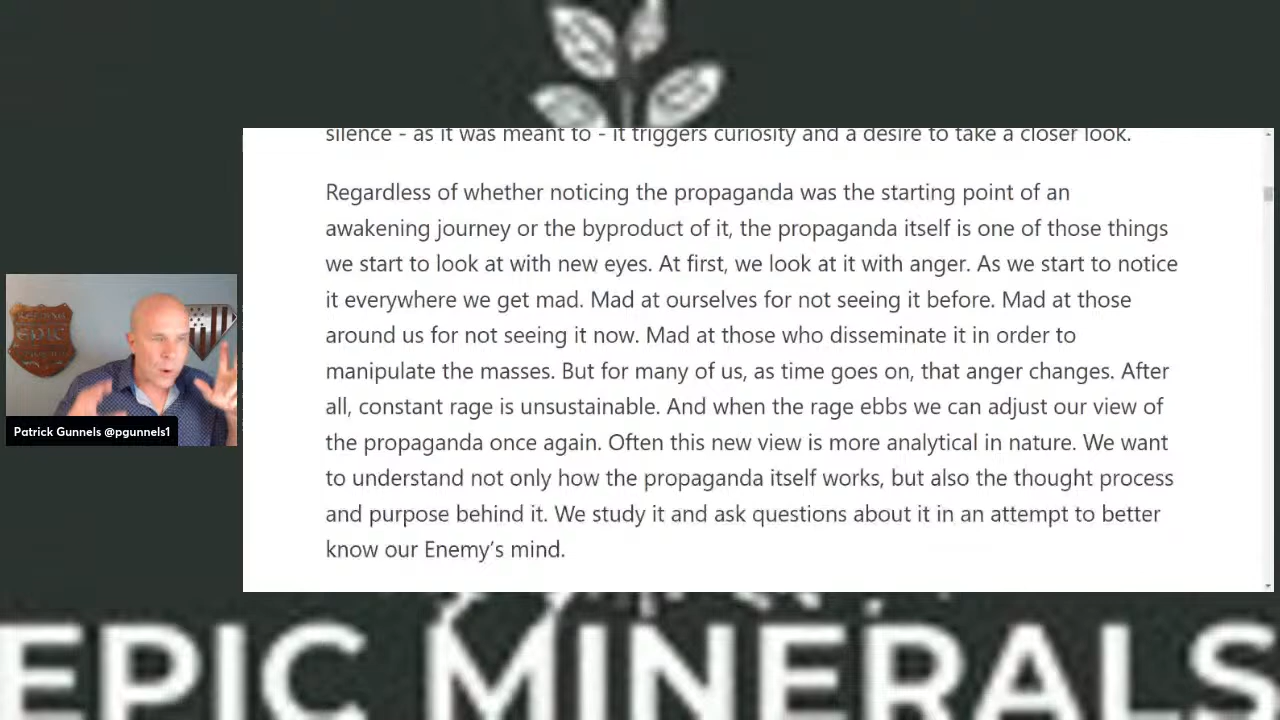 silence - as it was meant to - it triggers curiosity and a desire to take a closer look.
Regardless of whether noticing the propaganda was the starting point of an
awakening journey or the byproduct of it, the propaganda itself is one of those things
we start to look at with new eyes. At first, we look at it with anger. As we start to notice
it everywhere we get mad. Mad at ourselves for not seeing it before. Mad at those
around us for not seeing it now. Mad at those who disseminate it in order to
manipulate the masses. But for many of us, as time goes on, that anger changes. After
all, constant rage is unsustainable. And when the rage ebbs we can adjust our view of
the propaganda once again. Often this new view is more analytical in nature. We want
to understand not only how the propaganda itself works, but also the thought process
and purpose behind it. We study it and ask questions about it in an attempt to better
know our Enemy’s mind.
EPIC
Patrick Gunnels @pgunnels1
EPIC MINERALS